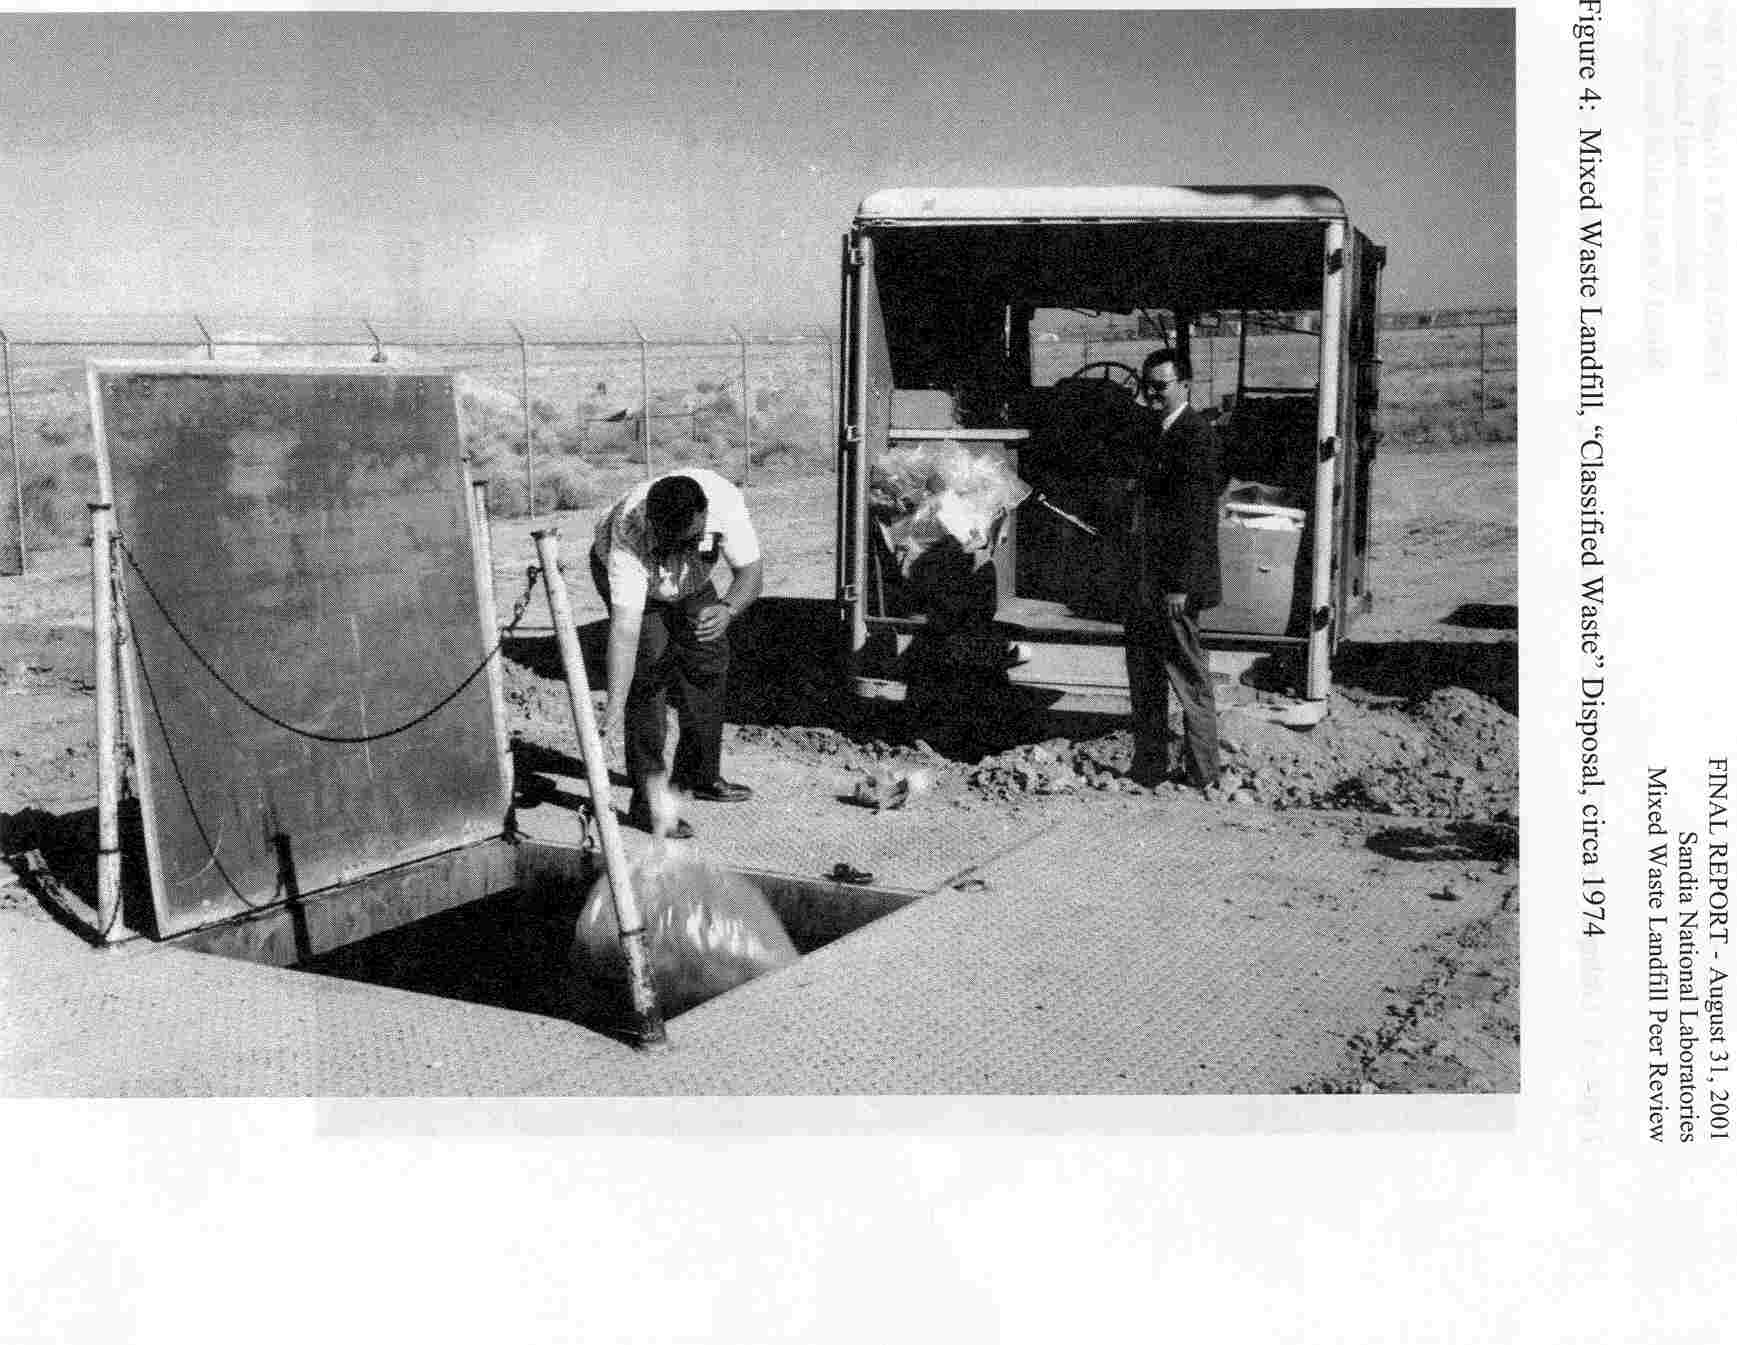 FINAL REPORT - August 31, 2001
Sandia National Laboratories
Mixed Waste Landfill Peer Review
Figure 4: Mixed Waste Landfill, “Classified Waste” Disposal, circa 1974